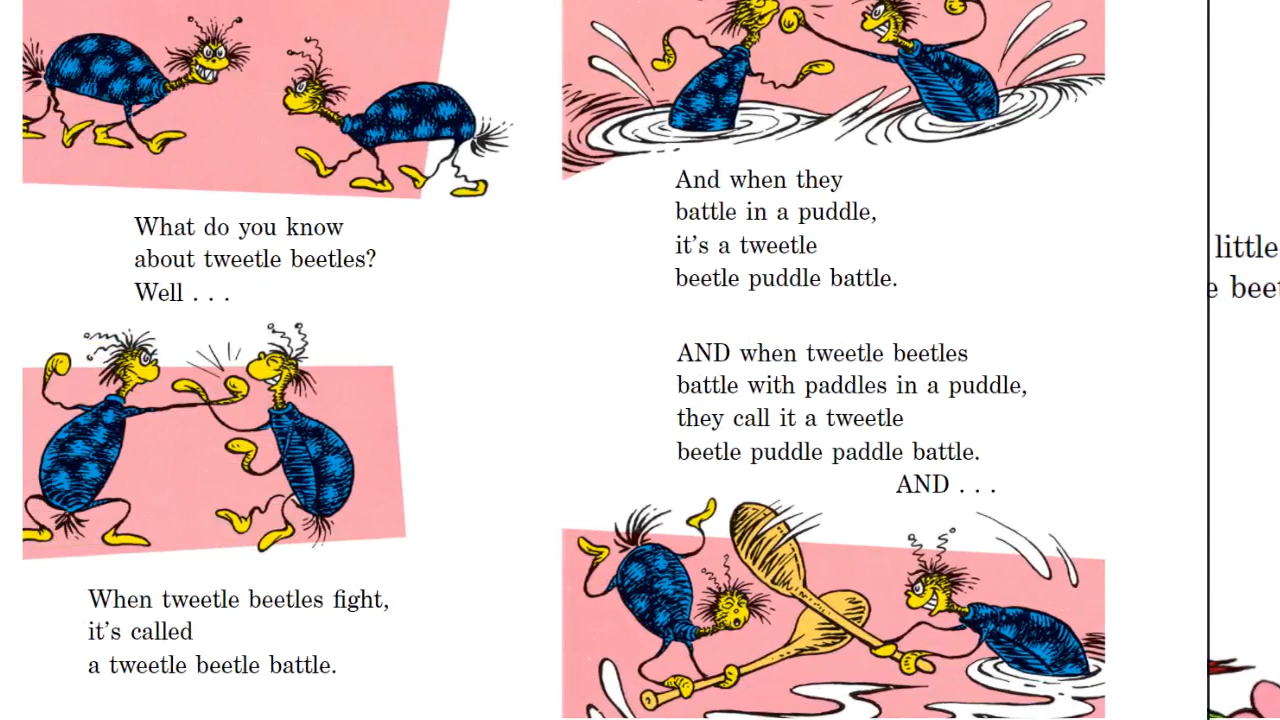 What do you know
about tweetle beetles?
Well . . .
When tweetle beetles fight,
it's called
a tweetle beetle battle.
And when they
battle in a puddle,
it's a tweetle
beetle puddle battle.
AND when tweetle beetles
battle with paddles in a puddle,
they call it a tweetle
beetle puddle paddle battle.
AND . . .
little